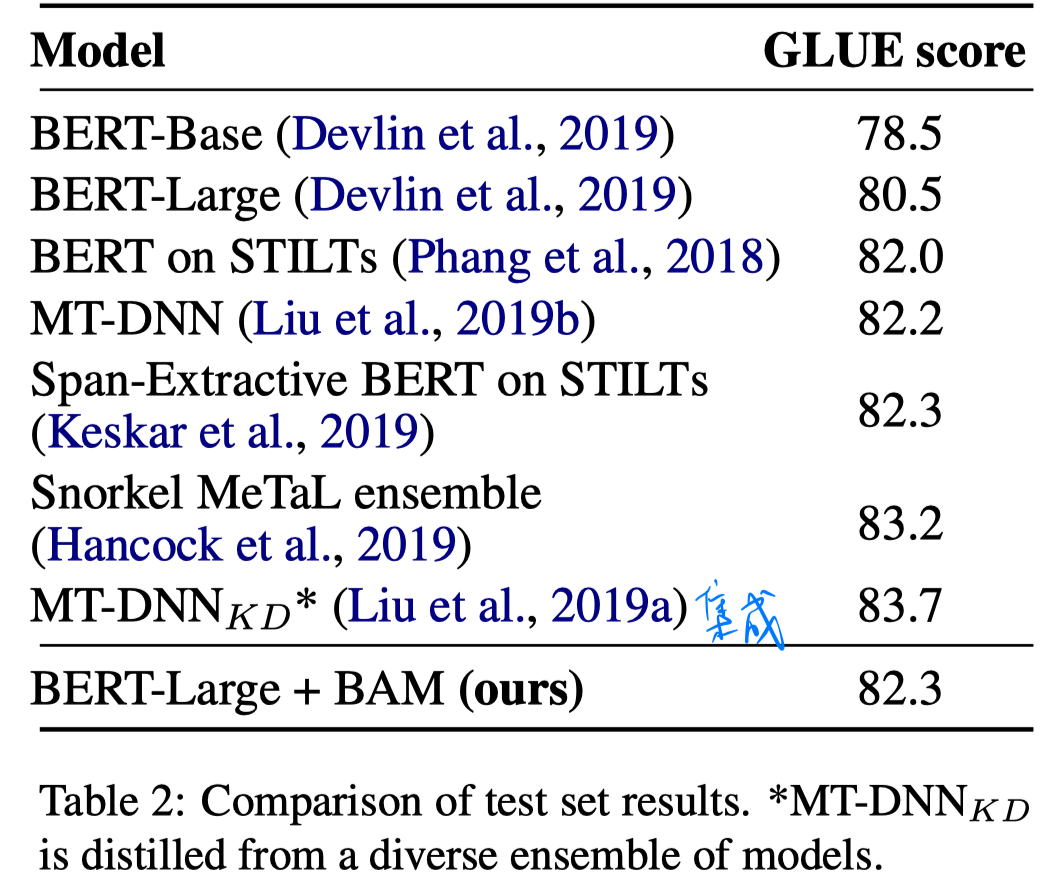 Model GLUE score
BERT-Base (Devlin et al., 2019) 78.5
BERT-Large (Devlin et al., 2019) 80.5
BERT on STILTs (Phang et al., 2018) 82.0
MT-DNN (Liu et al., 2019b) 82.2
Span-Extractive BERT on STILTs
(Keskar et al., 2019) 82.3
Snorkel MeTaL ensemble
(Hancock et al., 2019) 83.2
MT-DNN_KD* (Liu et al., 2019a) 集成 83.7
BERT-Large + BAM (ours) 82.3
Table 2: Comparison of test set results. *MT-DNN_KD
is distilled from a diverse ensemble of models.